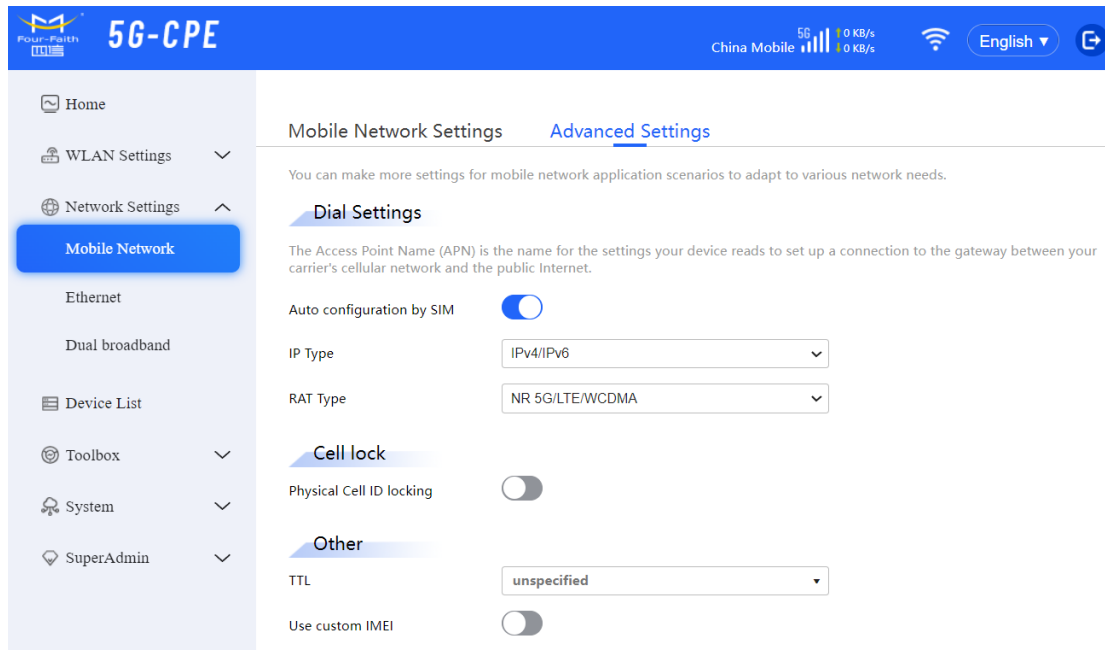 Four-Faith
四信
5G-CPE
China Mobile
5G
↑ 0 KB/s
↓ 0 KB/s
English ▾
Home
WLAN Settings
Network Settings
Mobile Network
Ethernet
Dual broadband
Device List
Toolbox
System
SuperAdmin
Mobile Network Settings
Advanced Settings
You can make more settings for mobile network application scenarios to adapt to various network needs.
Dial Settings
The Access Point Name (APN) is the name for the settings your device reads to set up a connection to the gateway between your
carrier's cellular network and the public Internet.
Auto configuration by SIM
IP Type
IPv4/IPv6
RAT Type
NR 5G/LTE/WCDMA
Cell lock
Physical Cell ID locking
Other
TTL
unspecified
Use custom IMEI